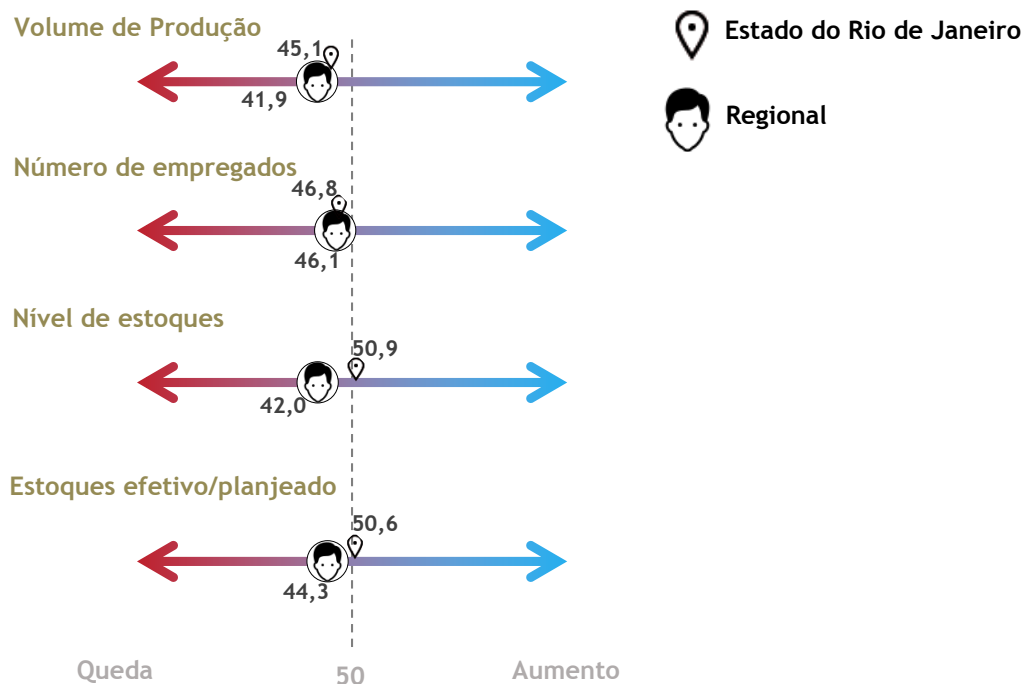 Volume de Produção
45,1
41,9
Estado do Rio de Janeiro
Regional
Número de empregados
46,8
46,1
Nível de estoques
50,9
42,0
Estoques efetivo/planjeado
50,6
44,3
Queda
50
Aumento